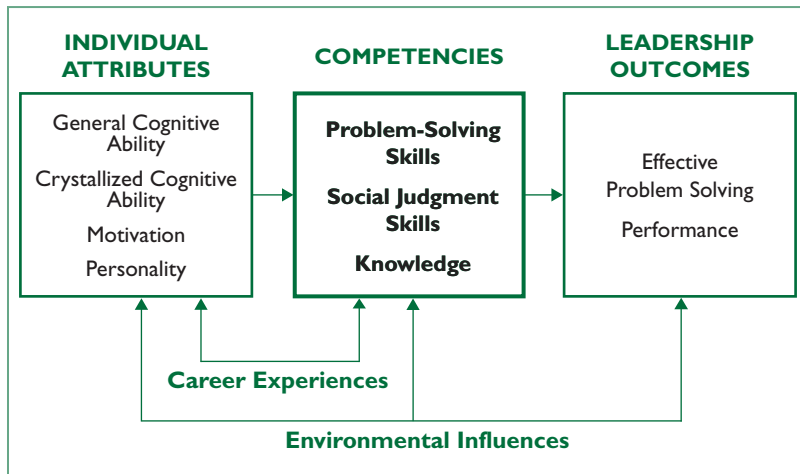 INDIVIDUAL
ATTRIBUTES
General Cognitive
Ability
Crystallized Cognitive
Ability
Motivation
Personality
COMPETENCIES
Problem-Solving
Skills
Social Judgment
Skills
Knowledge
LEADERSHIP
OUTCOMES
Effective
Problem Solving
Performance
Career Experiences
Environmental Influences